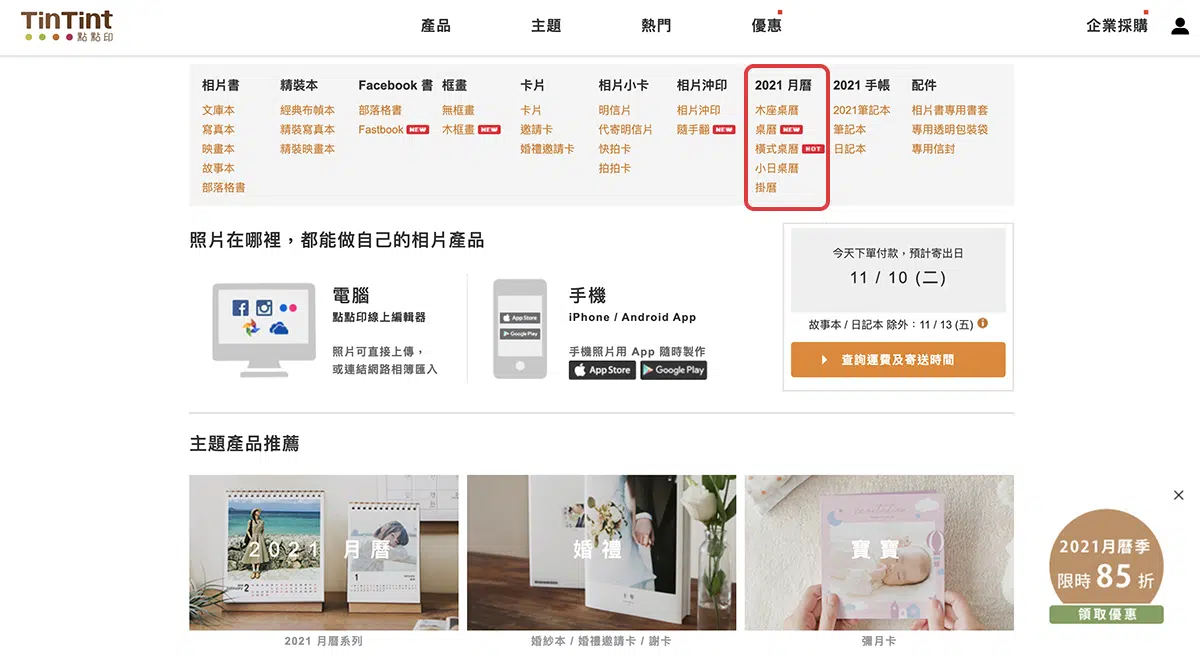 TinTint
點點印
產品 主題 熱門 優惠 企業採購
相片書
文庫本
寫真本
映畫本
故事本
部落格書
精裝本
經典布幀本
精裝寫真本
精裝映畫本
Facebook 書
部落格書
Fastbook NEW
框畫
無框畫
木框畫 NEW
卡片
卡片
邀請卡
婚禮邀請卡
相片小卡
明信片
代寄明信片
快拍卡
拍拍卡
相片沖印
相片沖印
隨手翻 NEW
2021 月曆
木座桌曆
桌曆 NEW
橫式桌曆 HOT
小日桌曆
掛曆
2021 手帳
2021筆記本
筆記本
日記本
配件
相片書專用書套
專用透明包裝袋
專用信封
照片在哪裡，都能做自己的相片產品
電腦
點點印線上編輯器
照片可直接上傳，
或連結網路相簿匯入
App Store
Google Play
手機
iPhone / Android App
手機照片用 App 隨時製作
App Store Google Play
今天下單付款，預計寄出日
11 / 10 (二)
故事本 / 日記本 除外：11 / 13 (五)
查詢運費及寄送時間
主題產品推薦
2021 月曆
2021 月曆系列
婚禮
婚紗本 / 婚禮邀請卡 / 謝卡
寶寶
彌月卡
2021月曆季
限時 85 折
領取優惠